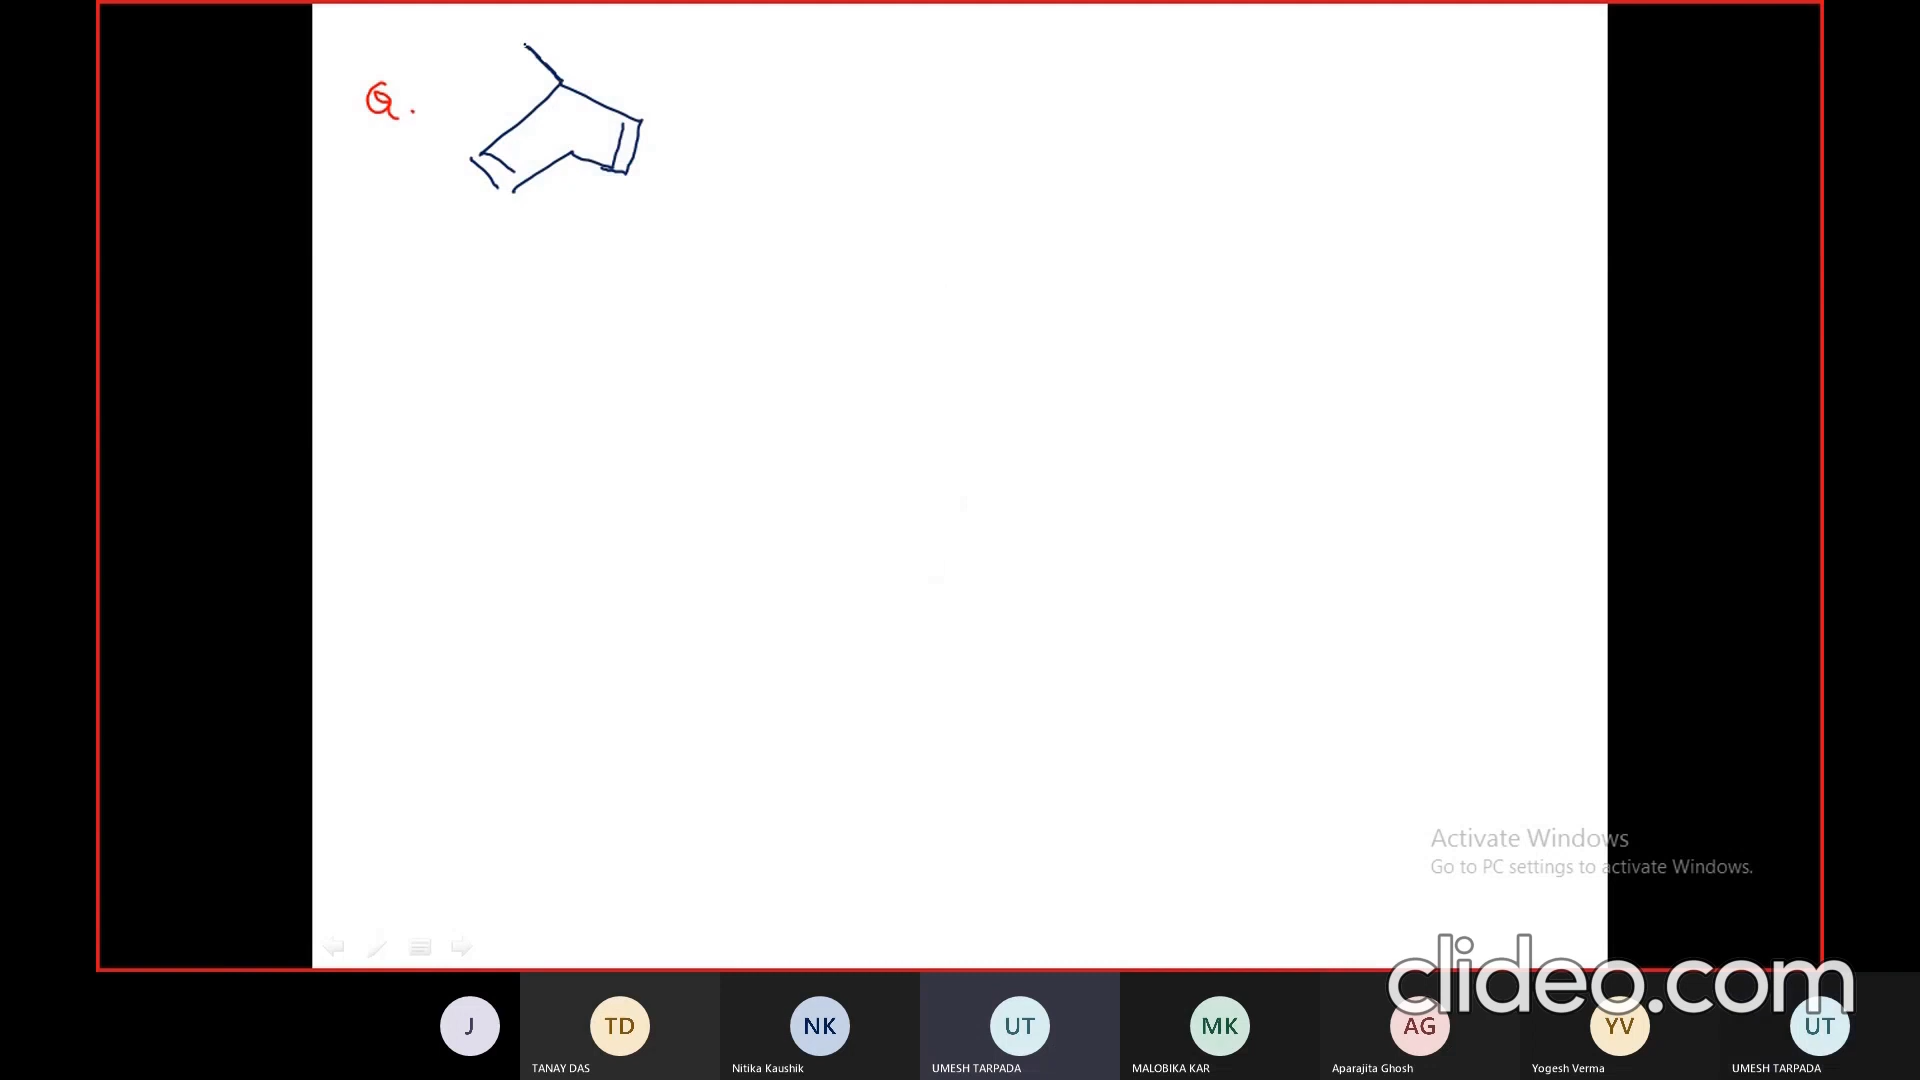 Q.
Activate Windows
Go to PC settings to activate Windows.
clideo.com
J
TD
NK
UT
MK
AG
YV
UT
TANAY DAS
Nitika Kaushik
UMESH TARPADA
MALOBIKA KAR
Aparajita Ghosh
Yogesh Verma
UMESH TARPADA